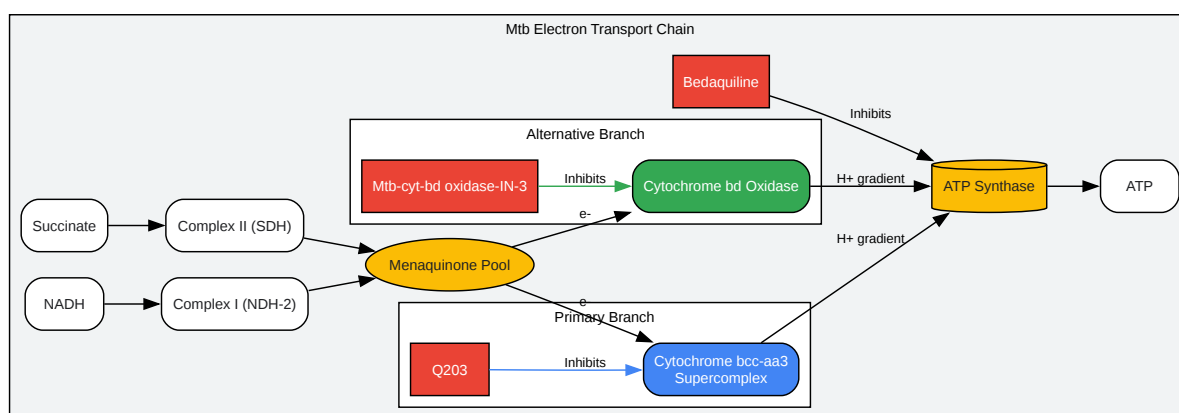 Mtb Electron Transport Chain
Bedaquiline
Inhibits
Alternative Branch
Mtb-cyt-bd oxidase-IN-3
Inhibits
Cytochrome bd Oxidase
H+ gradient
ATP Synthase
ATP
e-
Succinate
Complex II (SDH)
H+ gradient
Menaquinone Pool
NADH
Complex I (NDH-2)
e-
Primary Branch
Q203
Inhibits
Cytochrome bcc-aa3
Supercomplex